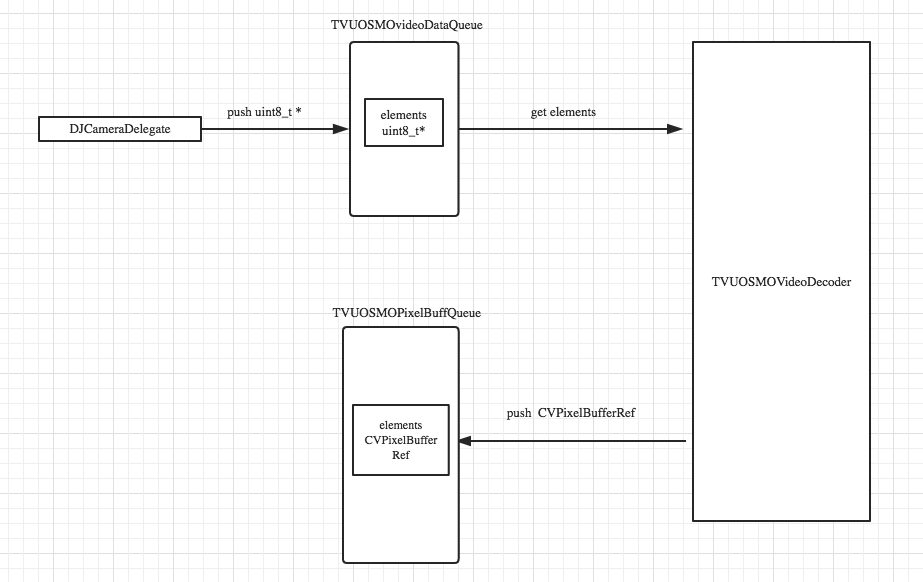 TVUOSMOvideoDataQueue
DJCameraDelegate
push uint8_t *
elements
uint8_t*
get elements
TVUOSMOVideoDecoder
TVUOSMOPixelBuffQueue
elements
CVPixelBuffer
Ref
push CVPixelBufferRef